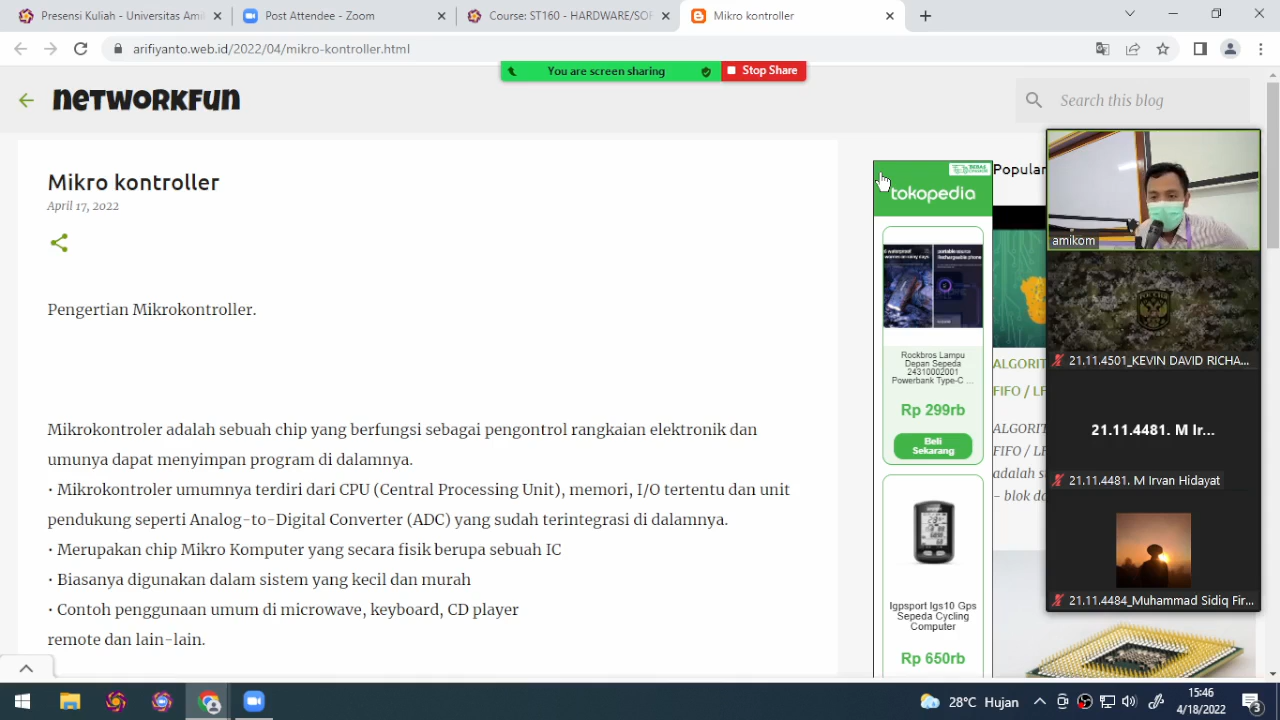 Presensi Kuliah - Universitas Ami
Post Attendee - Zoom
Course: ST160 - HARDWARE/SOF
Mikro kontroller
arifiyanto.web.id/2022/04/mikro-kontroller.html
You are screen sharing
Stop Share
NETWORKFUN
Search this blog
Mikro kontroller
April 17, 2022
Pengertian Mikrokontroller.
Mikrokontroler adalah sebuah chip yang berfungsi sebagai pengontrol rangkaian elektronik dan
umunya dapat menyimpan program di dalamnya.
• Mikrokontroler umumnya terdiri dari CPU (Central Processing Unit), memori, I/O tertentu dan unit
pendukung seperti Analog-to-Digital Converter (ADC) yang sudah terintegrasi di dalamnya.
• Merupakan chip Mikro Komputer yang secara fisik berupa sebuah IC
• Biasanya digunakan dalam sistem yang kecil dan murah
• Contoh penggunaan umum di microwave, keyboard, CD player
remote dan lain-lain.
tokopedia
Rockbros Lampu
Depan Sepeda
24310002001
Powerbank Type-C ...
Rp 299rb
Beli
Sekarang
Igpsport Igs10 Gps
Sepeda Cycling
Computer
Rp 650rb
Popular
ALGORIT
FIFO / LF
ALGORIT
FIFO / LF
adalah s
- blok da
amikom
21.11.4501_KEVIN DAVID RICHA...
21.11.4481. M Ir...
21.11.4481. M Irvan Hidayat
21.11.4484_Muhammad Sidiq Fir...
28°C Hujan
15:46
4/18/2022
3